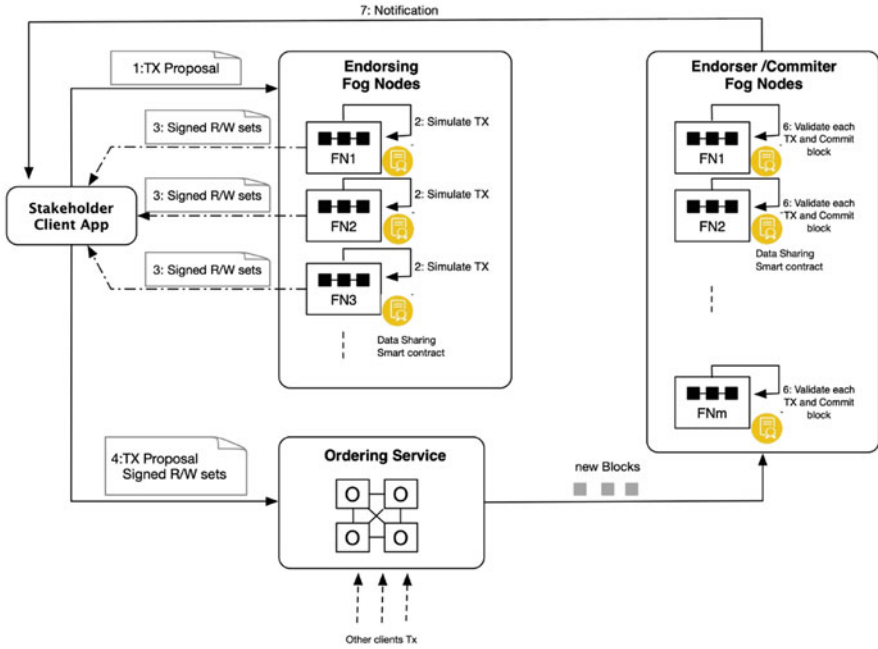 7: Notification
1:TX Proposal
Endorsing
Fog Nodes
Endorser /Commiter
Fog Nodes
3: Signed R/W sets
2: Simulate TX
FN1
3: Signed R/W sets
2: Simulate TX
FN2
3: Signed R/W sets
2: Simulate TX
FN3
Data Sharing
Smart contract
Stakeholder
Client App
6: Validate each
TX and Commit
block
FN1
6: Validate each
TX and Commit
block
FN2
Data Sharing
Smart contract
6: Validate each
TX and Commit
block
FNm
4:TX Proposal
Signed R/W sets
Ordering Service
O O
O O
new Blocks
Other clients Tx